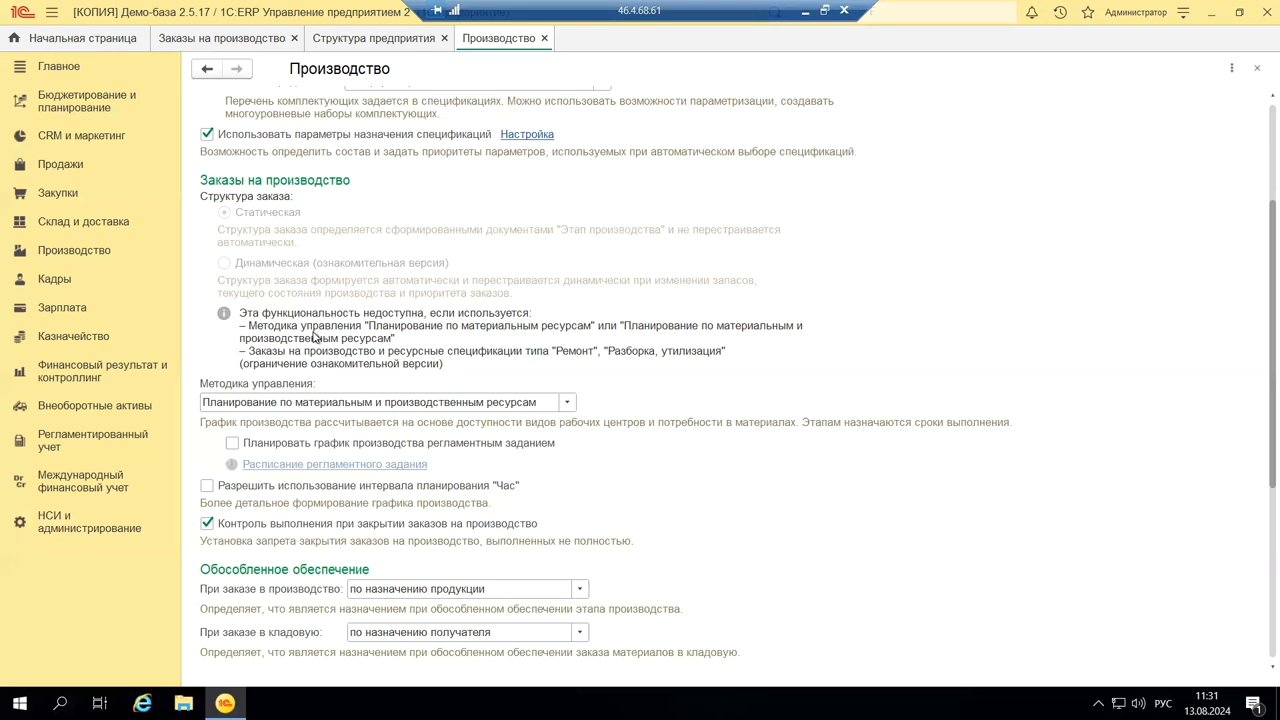 [КОПИЯ] Демо-база 2.5.17 / 1С:ERP Управление предприятием 2
46.4.68.61
Администратор
Начальная страница
Заказы на производство
Структура предприятия
Производство
Главное
Бюджетирование и
планирование
CRM и маркетинг
Продажи
Закупки
Склад и доставка
Производство
Кадры
Зарплата
Казначейство
Финансовый результат и
контроллинг
Внеоборотные активы
Регламентированный
учет
Международный
финансовый учет
НСИ и
администрирование
Производство
Перечень комплектующих задается в спецификациях. Можно использовать возможности параметризации, создавать
многоуровневые наборы комплектующих.
Использовать параметры назначения спецификаций Настройка
Возможность определить состав и задать приоритеты параметров, используемых при автоматическом выборе спецификаций.
Заказы на производство
Структура заказа:
Статическая
Структура заказа определяется сформированными документами "Этап производства" и не перестраивается
автоматически.
Динамическая (ознакомительная версия)
Структура заказа формируется автоматически и перестраивается динамически при изменении запасов,
текущего состояния производства и приоритета заказов.
Эта функциональность недоступна, если используется:
– Методика управления "Планирование по материальным ресурсам" или "Планирование по материальным и
производственным ресурсам"
– Заказы на производство и ресурсные спецификации типа "Ремонт", "Разборка, утилизация"
(ограничение ознакомительной версии)
Методика управления:
Планирование по материальным и производственным ресурсам
График производства рассчитывается на основе доступности видов рабочих центров и потребности в материалах. Этапам назначаются сроки выполнения.
Планировать график производства регламентным заданием
Расписание регламентного задания
Разрешить использование интервала планирования "Час"
Более детальное формирование графика производства.
Контроль выполнения при закрытии заказов на производство
Установка запрета закрытия заказов на производство, выполненных не полностью.
Обособленное обеспечение
При заказе в производство: по назначению продукции
Определяет, что является назначением при обособленном обеспечении этапа производства.
При заказе в кладовую: по назначению получателя
Определяет, что является назначением при обособленном обеспечении заказа материалов в кладовую.
РУС
11:31
13.08.2024
1